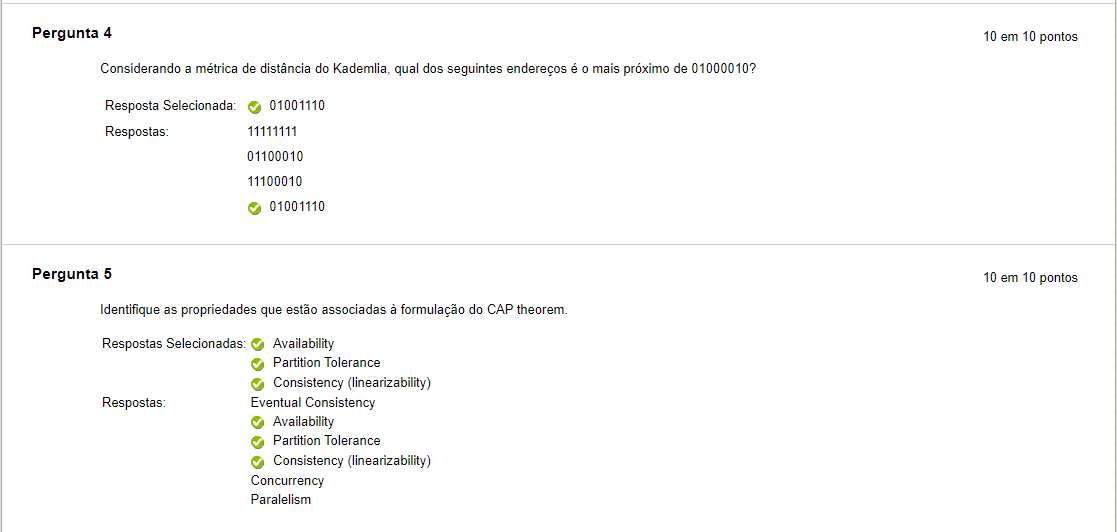 Pergunta 4
10 em 10 pontos
Considerando a métrica de distância do Kademlia, qual dos seguintes endereços é o mais próximo de 01000010?
Resposta Selecionada: 01001110
Respostas: 11111111
01100010
11100010
01001110
Pergunta 5
10 em 10 pontos
Identifique as propriedades que estão associadas à formulação do CAP theorem.
Respostas Selecionadas: Availability
Partition Tolerance
Consistency (linearizability)
Respostas: Eventual Consistency
Availability
Partition Tolerance
Consistency (linearizability)
Concurrency
Paralelism